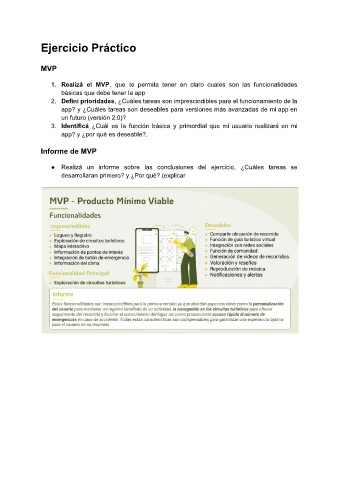 Ejercicio Práctico
MVP
1. Realizá el MVP, que te permita tener en claro cuales son las funcionalidades
básicas que debe tener la app
2. Definí prioridades, ¿Cuáles tareas son imprescindibles para el funcionamiento de la
app? y ¿Cuáles tareas son deseables para versiones más avanzadas de mi app en
un futuro (versión 2.0)?
3. Identificá ¿Cuál es le función básica y primordial que mi usuario realizará en mi
app? y ¿por qué es deseable?,
Informe de MVP
● Realizá un informe sobre las conclusiones del ejercicio, ¿Cuáles tareas se
desarrollaran primero? y ¿Por qué? (explicar
MVP - Producto Mínimo Viable
Funcionalidades
Imprescindibles
• Logueo y Registro
• Exploración de circuitos turísticos
• Mapa interactivo
• Información de puntos de interés
• Integración de botón de emergencia
• Información del clima
Funcionalidad Principal
• Exploración de circuitos turísticos
Deseables
• Compartir ubicación de recorrido
• Función de guía turístico virtual
• Integración con redes sociales
• Función de comunidad
• Generación de videos de recorridos
• Valoración y reseñas
• Reproducción de música
• Notificaciones y alertas
Informe
Estas funcionalidades son imprescindibles para la primera versión ya que abordan aspectos clave como la personalización
del usuario para mantener un registro detallado de su actividad, la navegación en los circuitos turísticos para ofrecer
seguimiento del recorrido y facilitar el conocimiento del lugar, así como proporcionar acceso rápido al número de
emergencias en caso de accidente. Todas estas características son indispensables para garantizar una experiencia óptima
para el usuario en su recorrido.